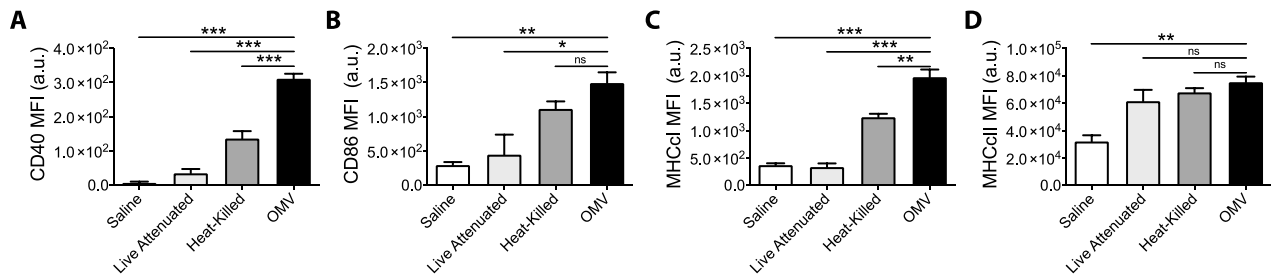 A
CD40 MFI (a.u.)
4.0×10²
3.0×10²
2.0×10²
1.0×10²
0.0
***
***
***
Saline
Live Attenuated
Heat-Killed
OMV
B
CD86 MFI (a.u.)
2.0×10³
1.5×10³
1.0×10³
5.0×10²
0.0
**
*
ns
Saline
Live Attenuated
Heat-Killed
OMV
C
MHCcI MFI (a.u.)
2.5×10³
2.0×10³
1.5×10³
1.0×10³
5.0×10²
0.0
***
***
**
Saline
Live Attenuated
Heat-Killed
OMV
D
MHCcII MFI (a.u.)
1.0×10⁵
8.0×10⁴
6.0×10⁴
4.0×10⁴
2.0×10⁴
0.0
**
ns
ns
Saline
Live Attenuated
Heat-Killed
OMV